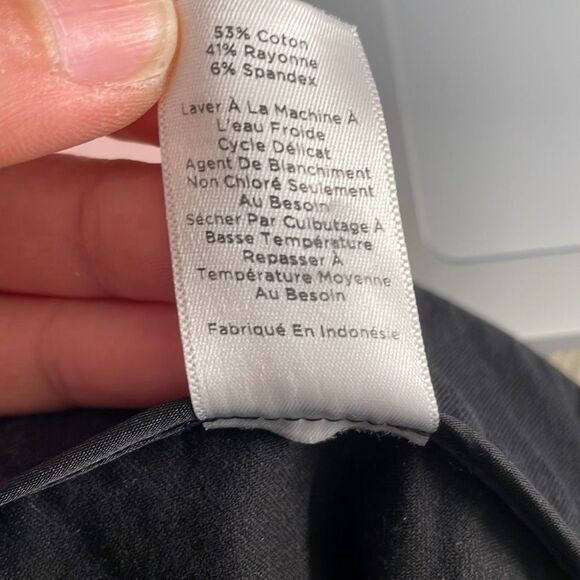 53% Coton
41% Rayonne
6% Spandex
Laver À La Machine À
L'eau Froide
Cycle Délicat
Agent De Blanchiment
Non Chloré Seulement
Au Besoin
Sécher Par Culbutage À
Basse Température
Repasser À
Température Moyenne
Au Besoin
Fabriqué En Indonésie